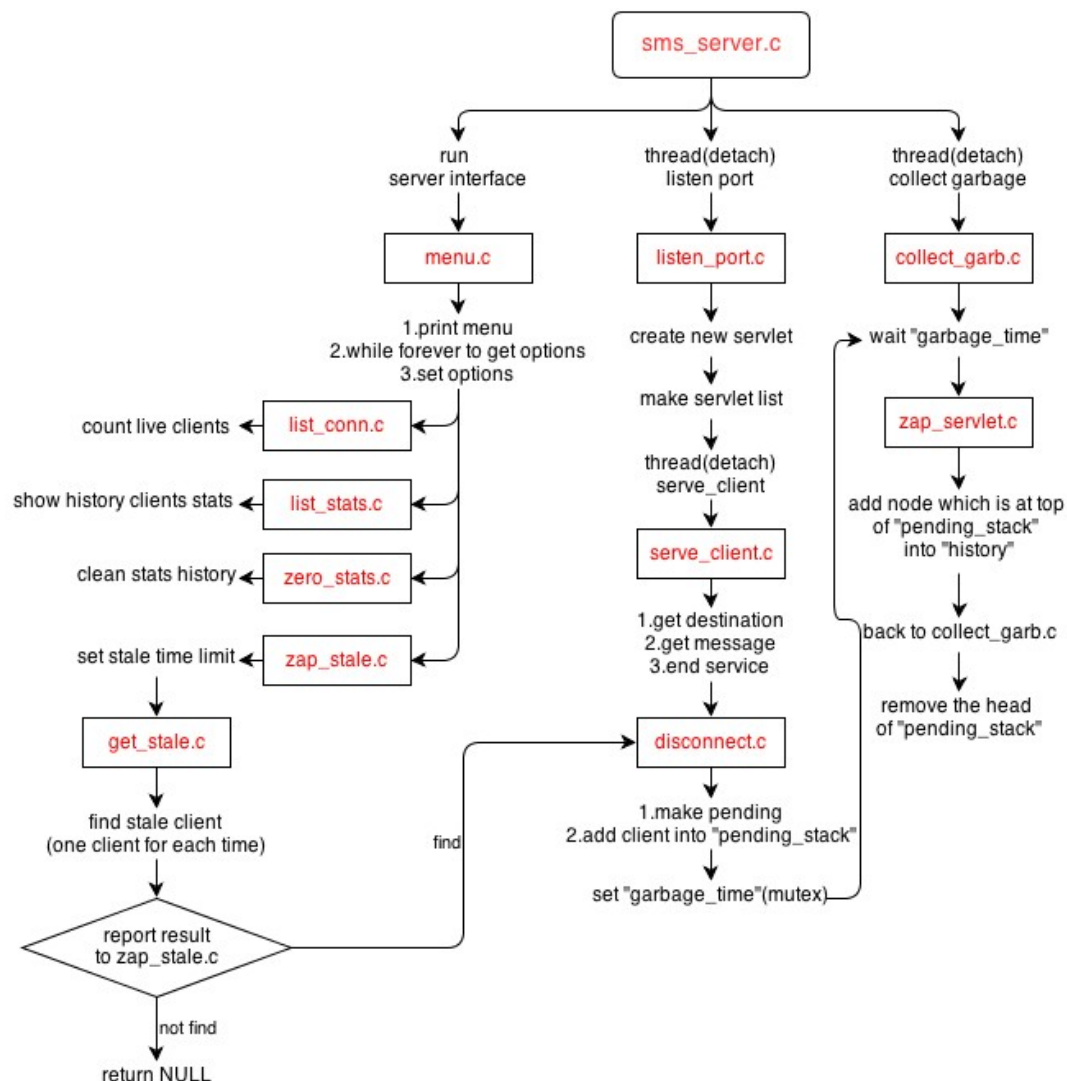 sms_server.c
run
server interface
thread(detach)
listen port
thread(detach)
collect garbage
menu.c
listen_port.c
collect_garb.c
1.print menu
2.while forever to get options
3.set options
create new servlet
wait "garbage_time"
make servlet list
zap_servlet.c
count live clients
list_conn.c
thread(detach)
serve_client
show history clients stats
list_stats.c
add node which is at top
of "pending_stack"
into "history"
serve_client.c
clean stats history
zero_stats.c
1.get destination
2.get message
3.end service
back to collect_garb.c
set stale time limit
zap_stale.c
remove the head
of "pending_stack"
get_stale.c
disconnect.c
find stale client
(one client for each time)
find
1.make pending
2.add client into "pending_stack"
set "garbage_time"(mutex)
report result
to zap_stale.c
not find
return NULL